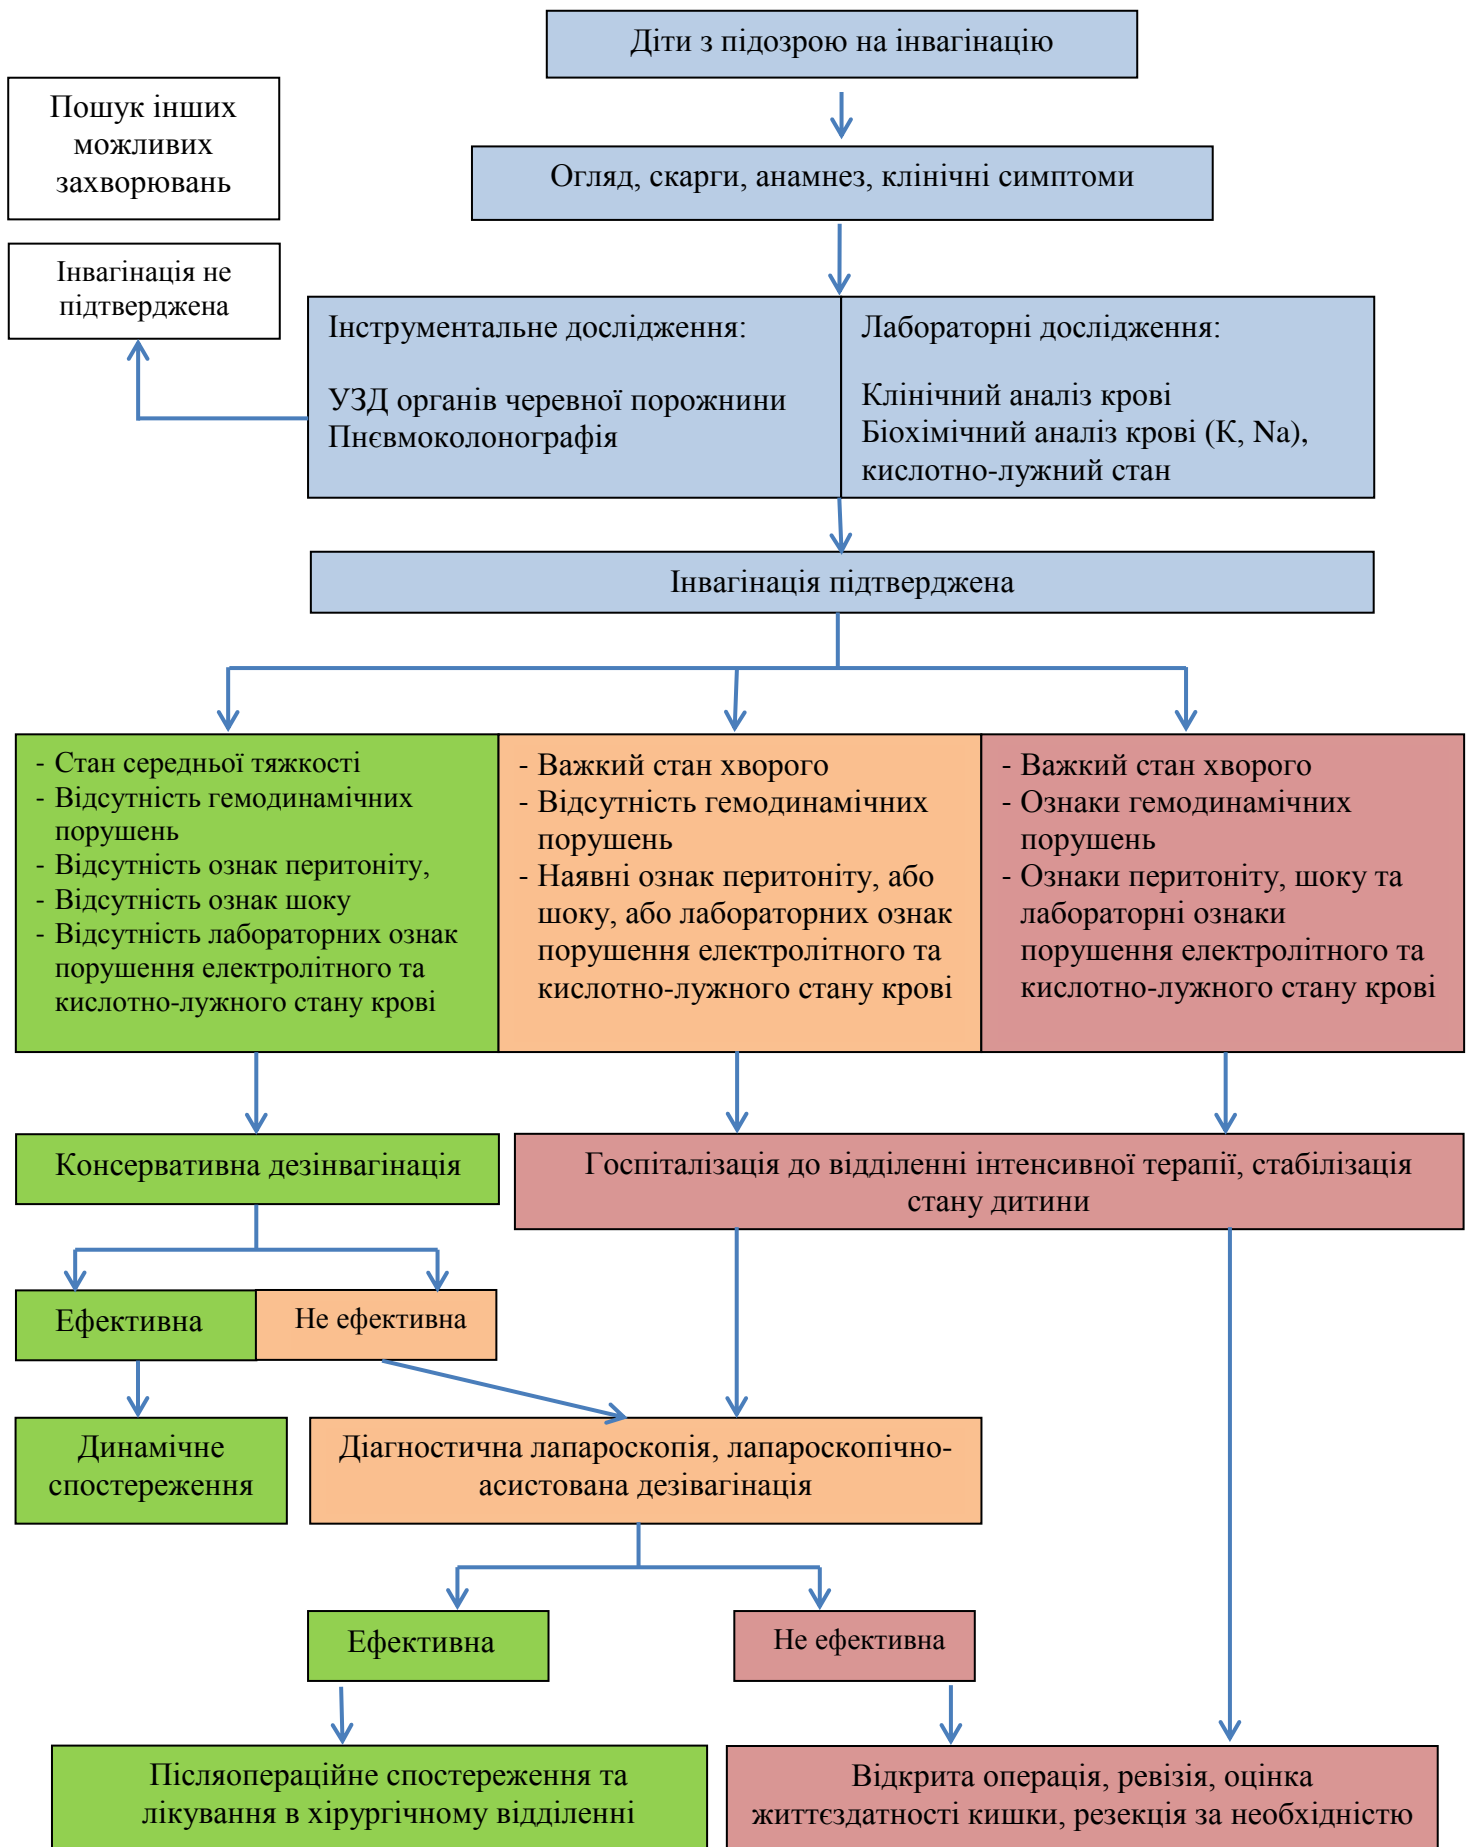 Діти з підозрою на інвагінацію
Пошук інших
можливих
захворювань
Огляд, скарги, анамнез, клінічні симптоми
Інвагінація не
підтверджена
Інструментальне дослідження:
УЗД органів черевної порожнини
Пнєвмоколонографія
Лабораторні дослідження:
Клінічний аналіз крові
Біохімічний аналіз крові (К, Na),
кислотно-лужний стан
Інвагінація підтверджена
- Стан середньої тяжкості
- Відсутність гемодинамічних
порушень
- Відсутність ознак перитоніту,
- Відсутність ознак шоку
- Відсутність лабораторних ознак
порушення електролітного та
кислотно-лужного стану крові
- Важкий стан хворого
- Відсутність гемодинамічних
порушень
- Наявні ознак перитоніту, або
шоку, або лабораторних ознак
порушення електролітного та
кислотно-лужного стану крові
- Важкий стан хворого
- Ознаки гемодинамічних
порушень
- Ознаки перитоніту, шоку та
лабораторні ознаки
порушення електролітного та
кислотно-лужного стану крові
Консервативна дезінвагінація
Госпіталізація до відділенні інтенсивної терапії, стабілізація
стану дитини
Ефективна
Не ефективна
Динамічне
спостереження
Діагностична лапароскопія, лапароскопічно-
асистована дезівагінація
Ефективна
Не ефективна
Післяопераційне спостереження та
лікування в хірургічному відділенні
Відкрита операція, ревізія, оцінка
життєздатності кишки, резекція за необхідністю